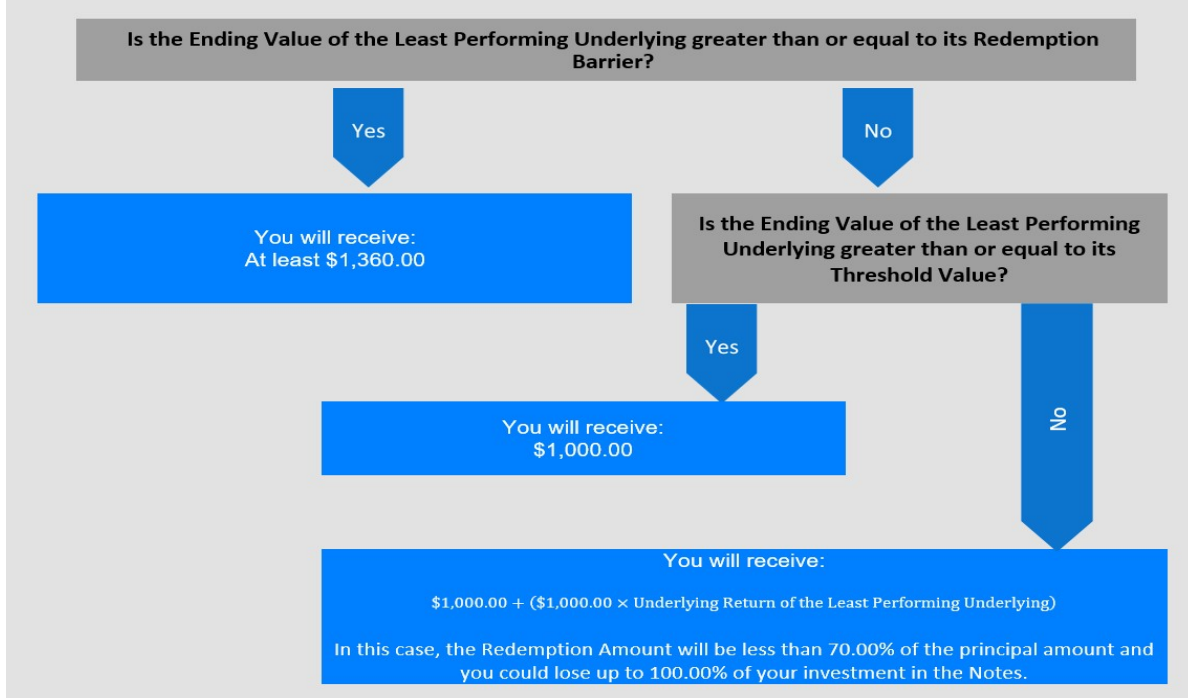 Is the Ending Value of the Least Performing Underlying greater than or equal to its Redemption
Barrier?
Yes
No
You will receive:
At least $1,360.00
Is the Ending Value of the Least Performing
Underlying greater than or equal to its
Threshold Value?
Yes
No
You will receive:
$1,000.00
You will receive:
$1,000.00 + ($1,000.00 × Underlying Return of the Least Performing Underlying)
In this case, the Redemption Amount will be less than 70.00% of the principal amount and
you could lose up to 100.00% of your investment in the Notes.